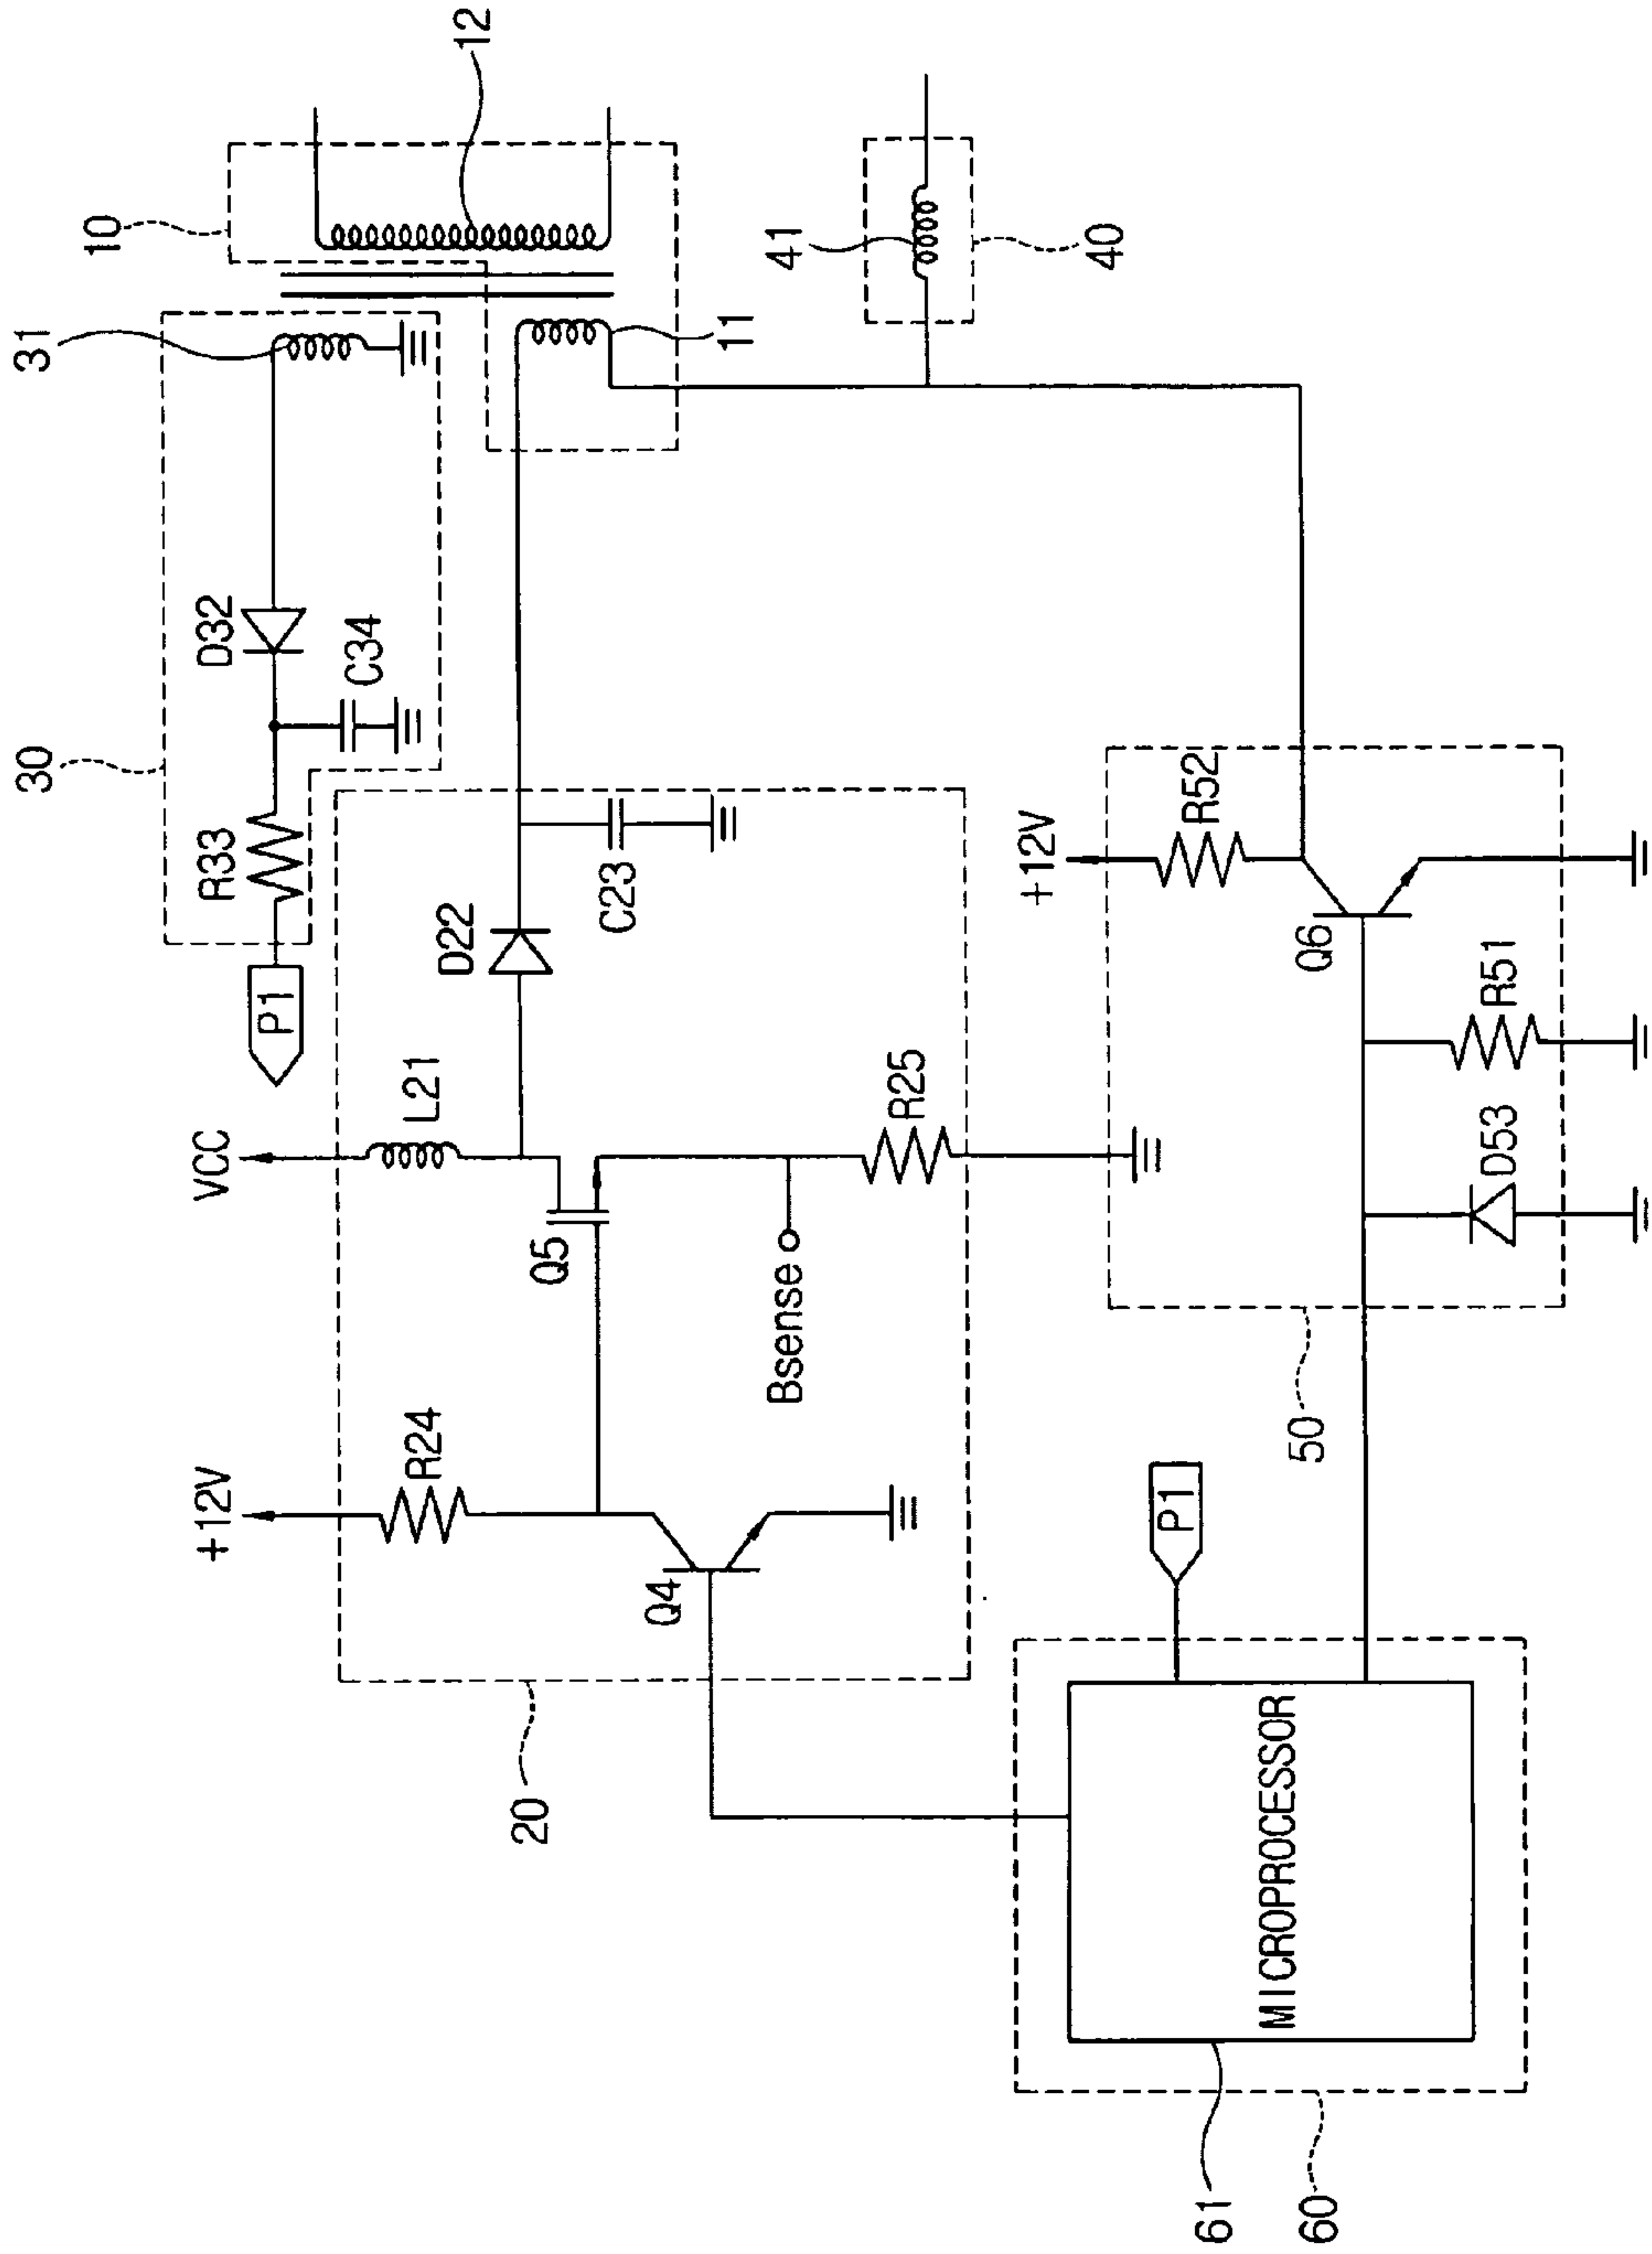 10
12
31
30
D32
C34
R33
P1
11
41
40
VCC
L21
D22
C23
+12V
R24
Q5
Bsense
R25
Q4
20
+12V
R52
Q6
R51
D53
50
P1
MICROPROCESSOR
61
60